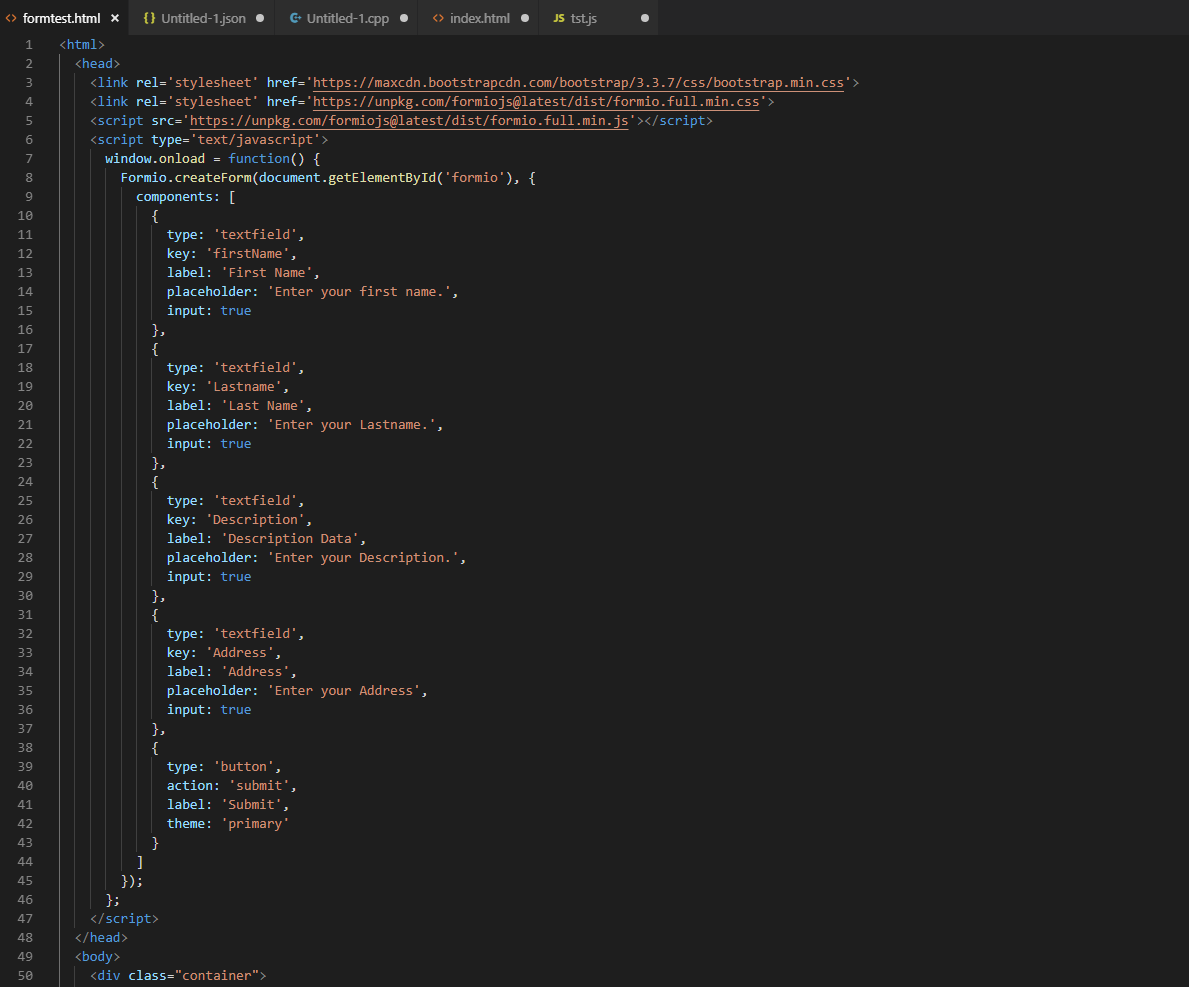 <> formtest.html × {} Untitled-1.json ● C+ Untitled-1.cpp ● <> index.html ● JS tst.js ●
1 <html>
2 <head>
3 <link rel='stylesheet' href='https://maxcdn.bootstrapcdn.com/bootstrap/3.3.7/css/bootstrap.min.css'>
4 <link rel='stylesheet' href='https://unpkg.com/formiojs@latest/dist/formio.full.min.css'>
5 <script src='https://unpkg.com/formiojs@latest/dist/formio.full.min.js'></script>
6 <script type='text/javascript'>
7 window.onload = function() {
8 Formio.createForm(document.getElementById('formio'), {
9 components: [
10 {
11 type: 'textfield',
12 key: 'firstName',
13 label: 'First Name',
14 placeholder: 'Enter your first name.',
15 input: true
16 },
17 {
18 type: 'textfield',
19 key: 'Lastname',
20 label: 'Last Name',
21 placeholder: 'Enter your Lastname.',
22 input: true
23 },
24 {
25 type: 'textfield',
26 key: 'Description',
27 label: 'Description Data',
28 placeholder: 'Enter your Description.',
29 input: true
30 },
31 {
32 type: 'textfield',
33 key: 'Address',
34 label: 'Address',
35 placeholder: 'Enter your Address',
36 input: true
37 },
38 {
39 type: 'button',
40 action: 'submit',
41 label: 'Submit',
42 theme: 'primary'
43 }
44 ]
45 });
46 };
47 </script>
48 </head>
49 <body>
50 <div class="container">